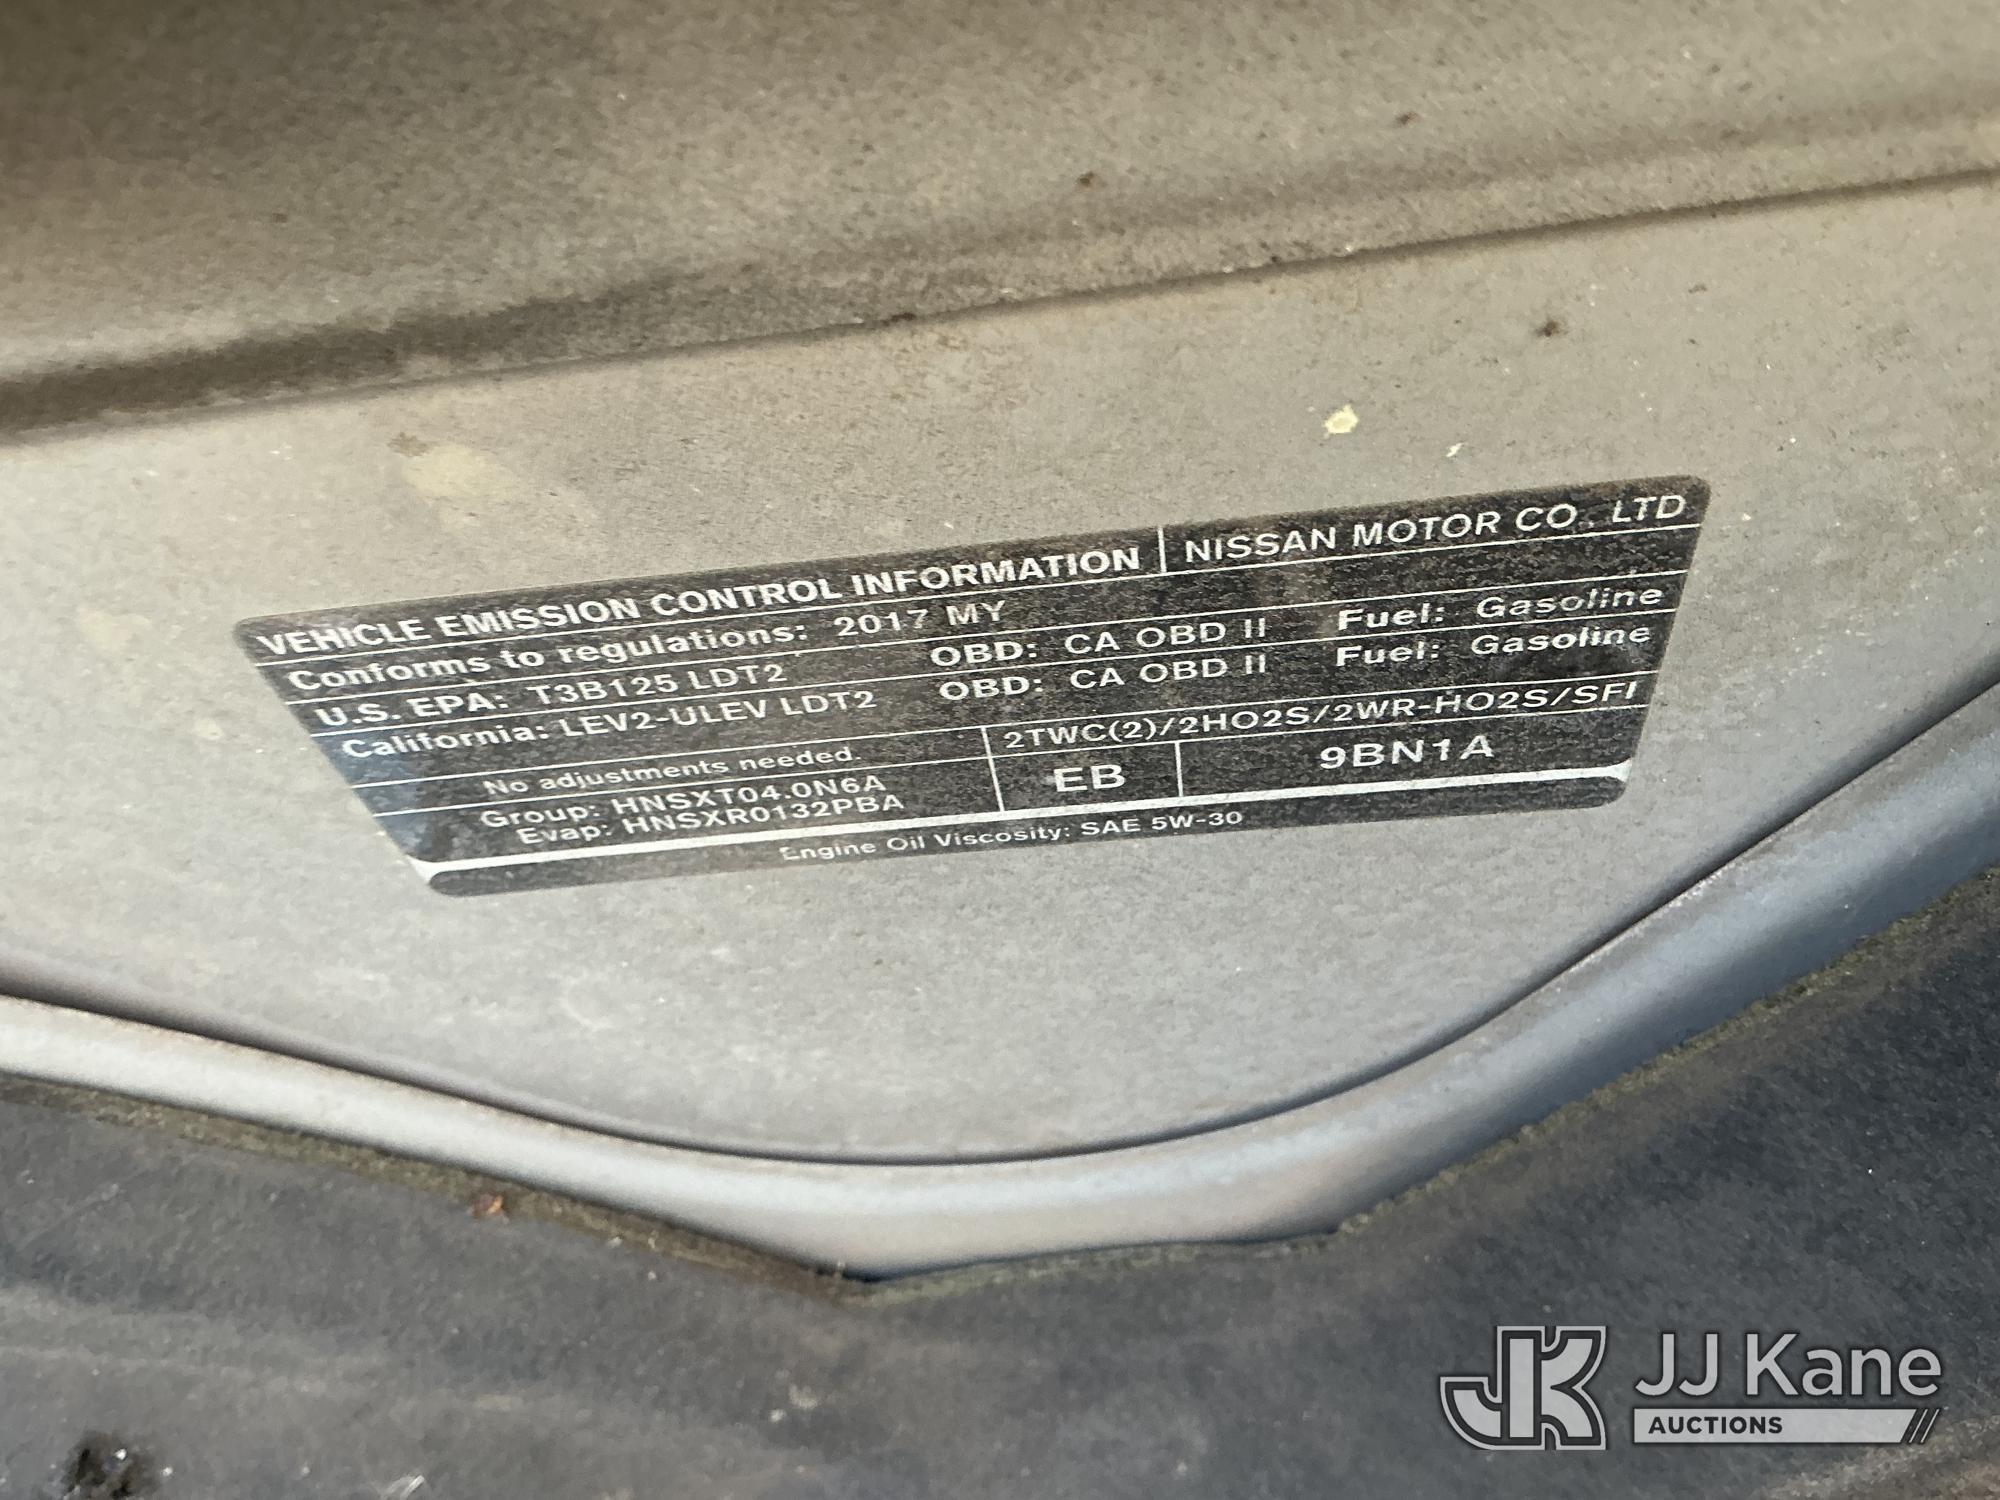 VEHICLE EMISSION CONTROL INFORMATION NISSAN MOTOR CO., LTD
Conforms to regulations: 2017 MY
U.S. EPA: T3B125 LDT2 OBD: CA OBD II Fuel: Gasoline
California: LEV2-ULEV LDT2 OBD: CA OBD II Fuel: Gasoline
No adjustments needed. 2TWC(2)/2HO2S/2WR-HO2S/SFI
Group: HNSXT04.0N6A EB 9BN1A
Evap: HNSXR0132PBA
Engine Oil Viscosity: SAE 5W-30
JK JJ Kane
AUCTIONS